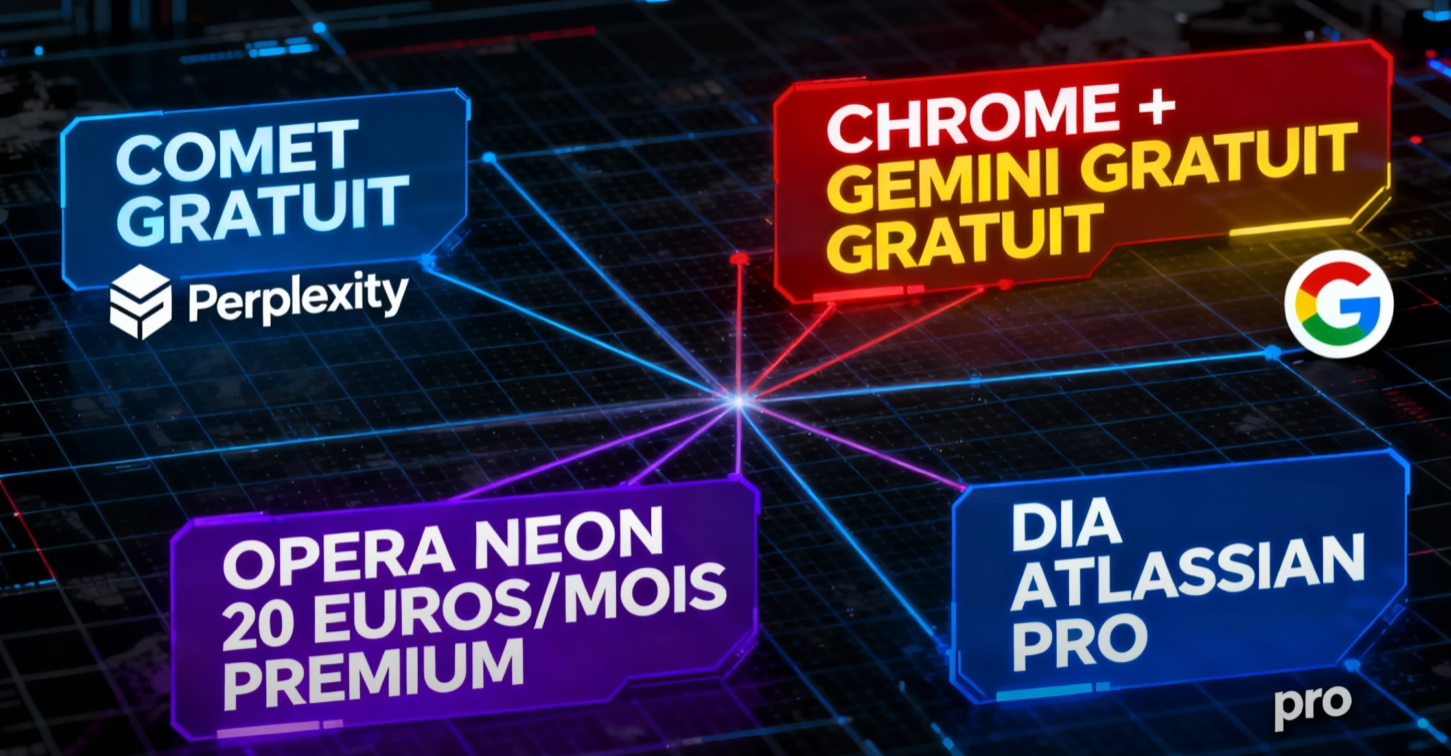 COMET
GRATUIT
Perplexity
CHROME +
GEMINI GRATUIT
GRATUIT
G
OPERA NEON
20 EUROS/MOIS
PREMIUM
DIA
ATLASSIAN
PRO
pro